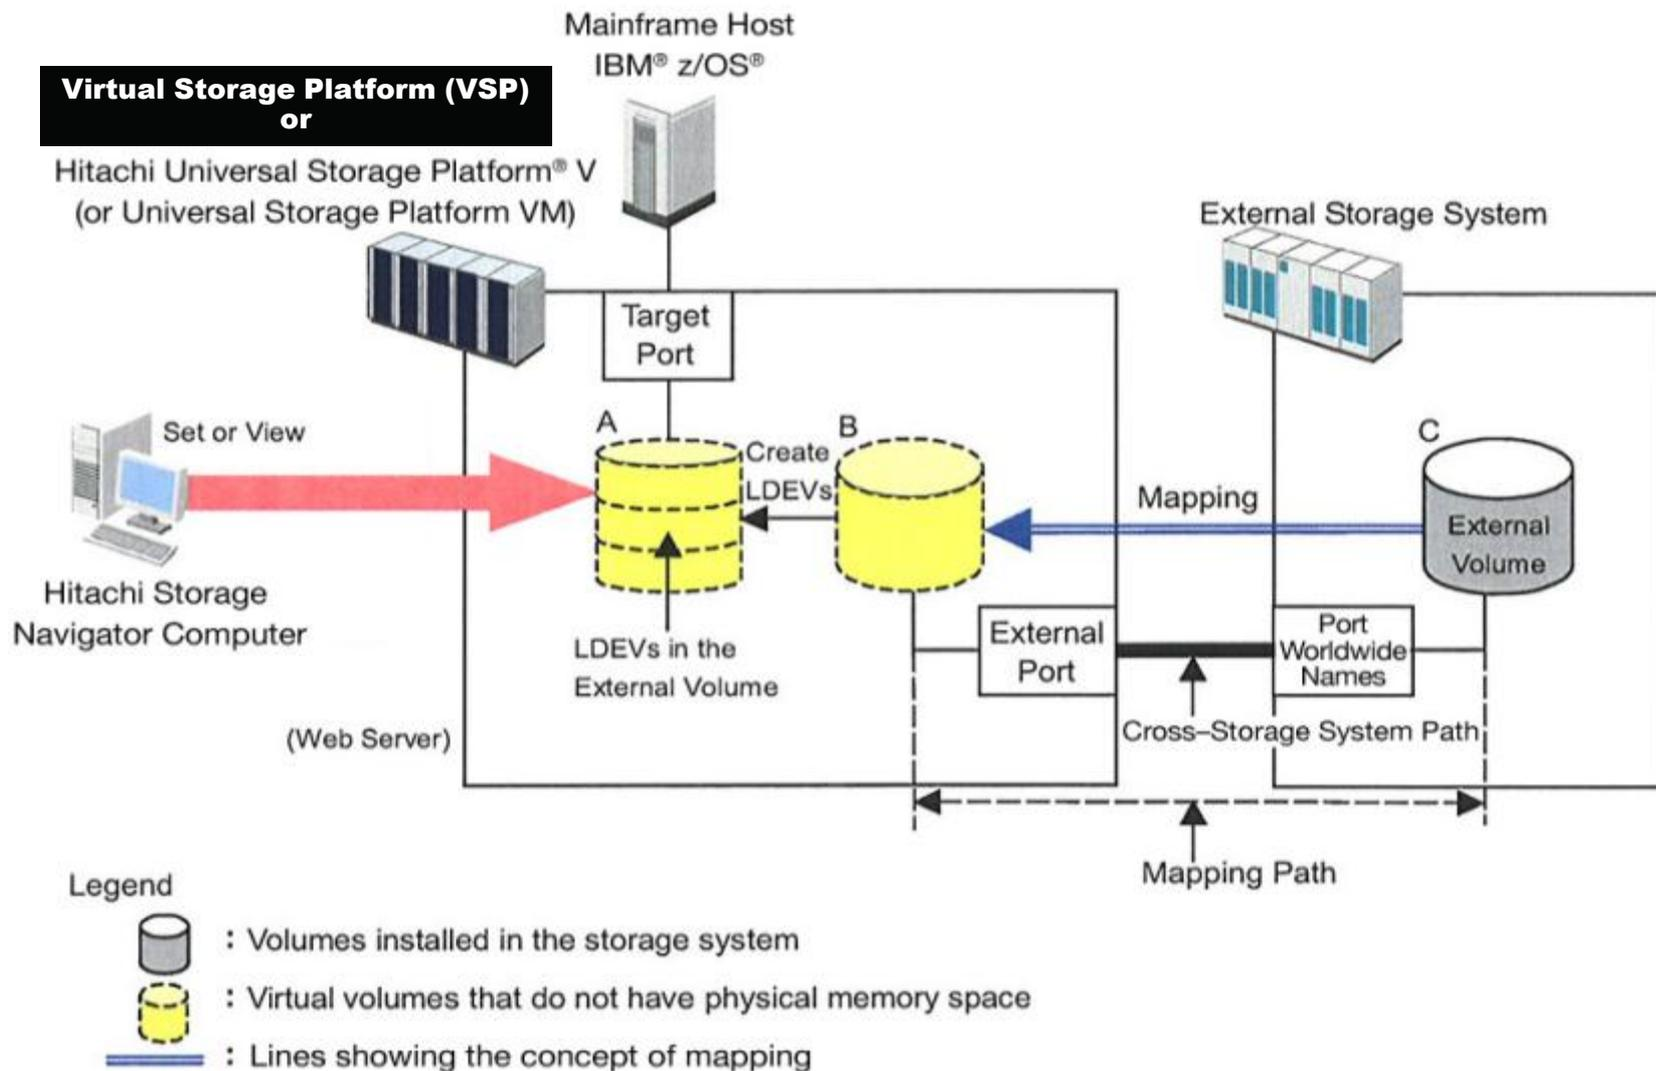 Mainframe Host
IBM® z/OS®
Virtual Storage Platform (VSP)
or
Hitachi Universal Storage Platform® V
(or Universal Storage Platform VM)
External Storage System
Target
Port
Set or View
A
Create
LDEVs
B
Mapping
C
External
Volume
Hitachi Storage
Navigator Computer
LDEVs in the
External Volume
External
Port
Port
Worldwide
Names
(Web Server)
Cross–Storage System Path
Mapping Path
Legend
: Volumes installed in the storage system
: Virtual volumes that do not have physical memory space
: Lines showing the concept of mapping